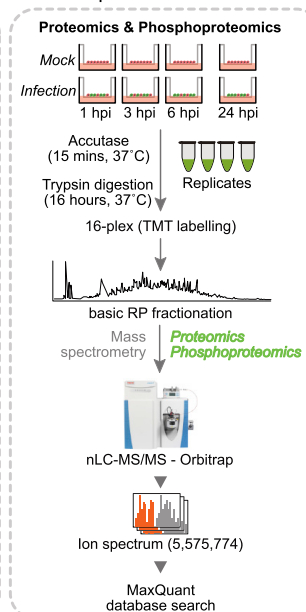 Proteomics & Phosphoproteomics
Mock
Infection
1 hpi 3 hpi 6 hpi 24 hpi
Accutase
(15 mins, 37˚C)
Trypsin digestion
(16 hours, 37˚C)
Replicates
16-plex (TMT labelling)
basic RP fractionation
Mass
spectrometry
Proteomics
Phosphoproteomics
nLC-MS/MS - Orbitrap
Ion spectrum (5,575,774)
MaxQuant
database search